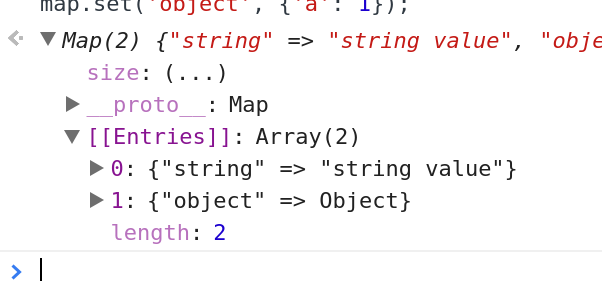 map.set('object', {'a': 1});
Map(2) {"string" => "string value", "obje
size: (...)
__proto__: Map
[[Entries]]: Array(2)
0: {"string" => "string value"}
1: {"object" => Object}
length: 2